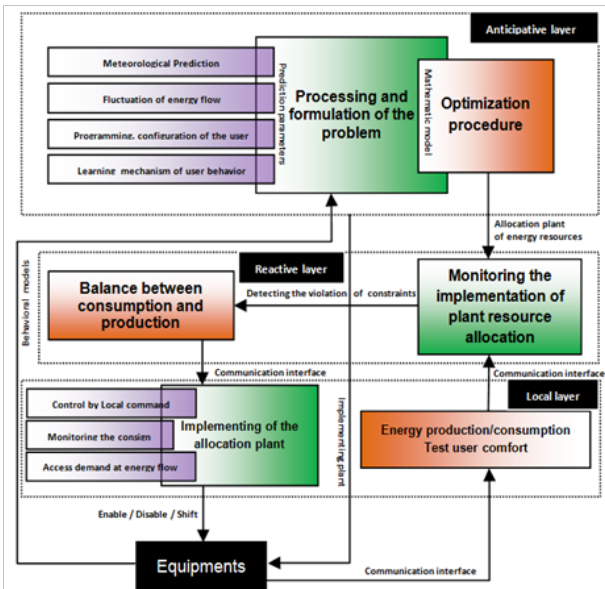 Anticipative layer
Meteorological Prediction
Fluctuation of energy flow
Programming, configuration of the user
Learning mechanism of user behavior
Prediction parameters
Processing and
formulation of the
problem
Mathematic model
Optimization
procedure
Allocation plant
of energy resources
Reactive layer
Behavioral models
Balance between
consumption and
production
Detecting the violation of constraints
Monitoring the
implementation of
plant resource
allocation
Communication interface
Communication interface
Local layer
Control by Local command
Monitoring the consien
Access demand at energy flow
Implementing of the
allocation plant
Implementing plant
Energy production/consumption
Test user comfort
Enable / Disable / Shift
Equipments
Communication interface